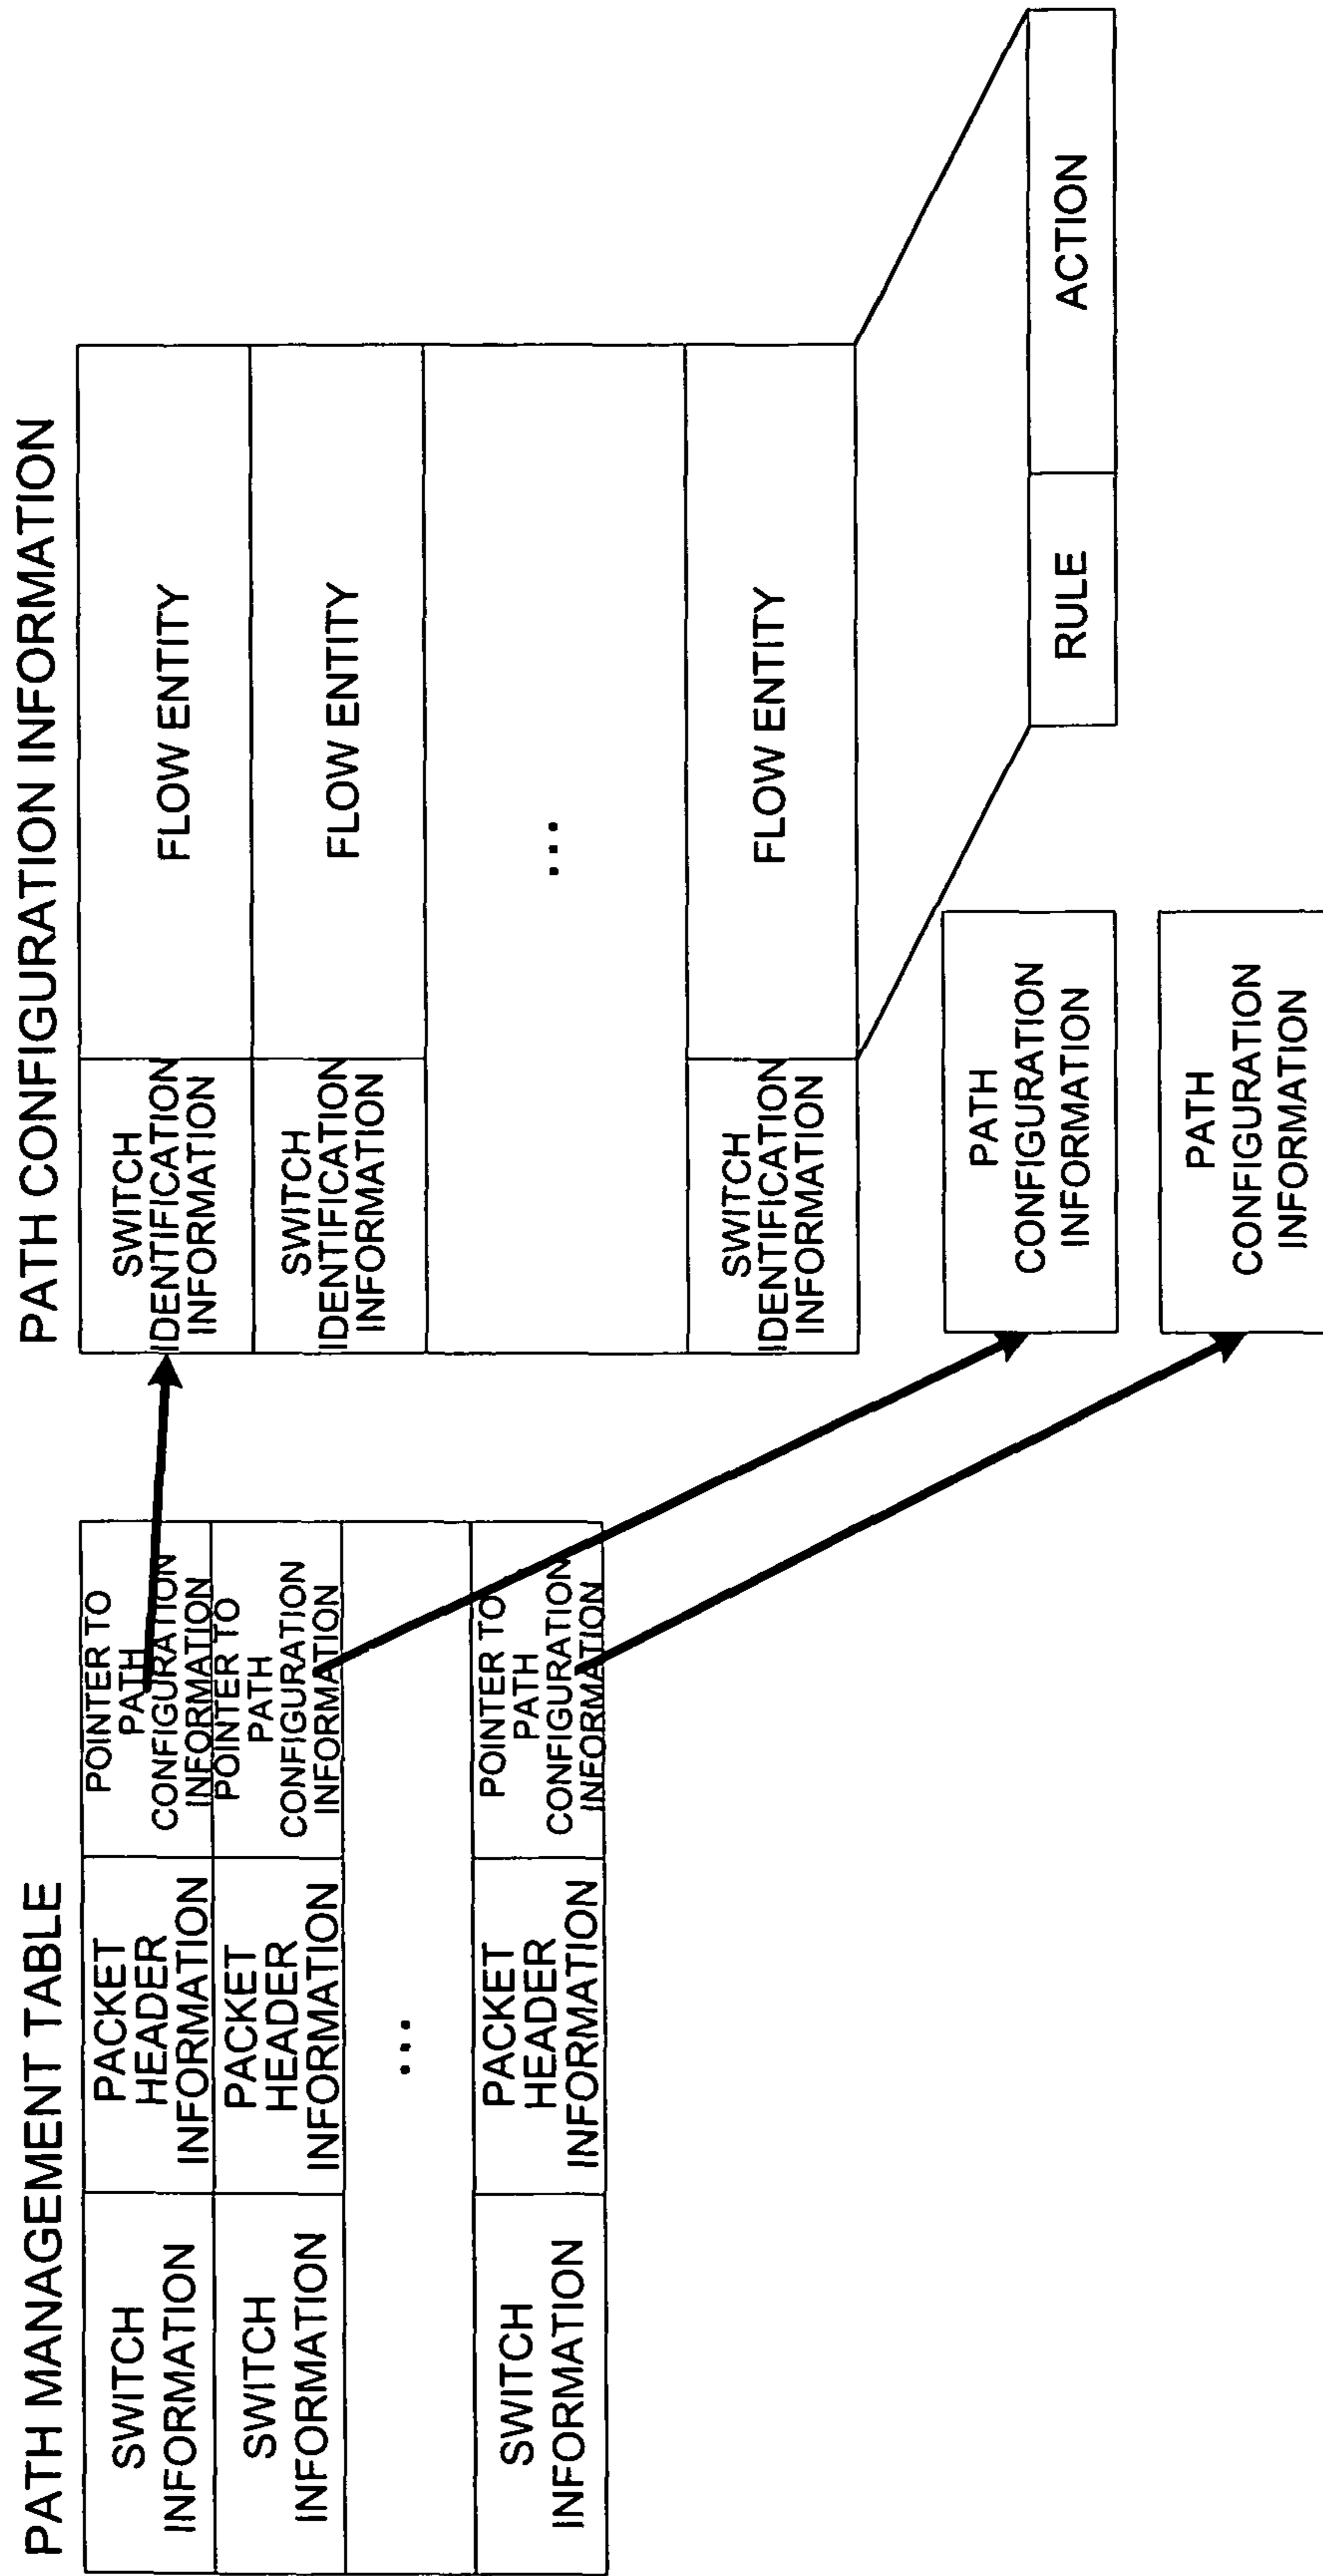 PATH MANAGEMENT TABLE
SWITCH
INFORMATION
PACKET
HEADER
INFORMATION
POINTER TO
PATH
CONFIGURATION
INFORMATION
SWITCH
INFORMATION
PACKET
HEADER
INFORMATION
POINTER TO
PATH
CONFIGURATION
INFORMATION
...
SWITCH
INFORMATION
PACKET
HEADER
INFORMATION
POINTER TO
PATH
CONFIGURATION
INFORMATION
PATH CONFIGURATION INFORMATION
SWITCH
IDENTIFICATION
INFORMATION
FLOW ENTITY
SWITCH
IDENTIFICATION
INFORMATION
FLOW ENTITY
...
SWITCH
IDENTIFICATION
INFORMATION
FLOW ENTITY
RULE
ACTION
PATH
CONFIGURATION
INFORMATION
PATH
CONFIGURATION
INFORMATION